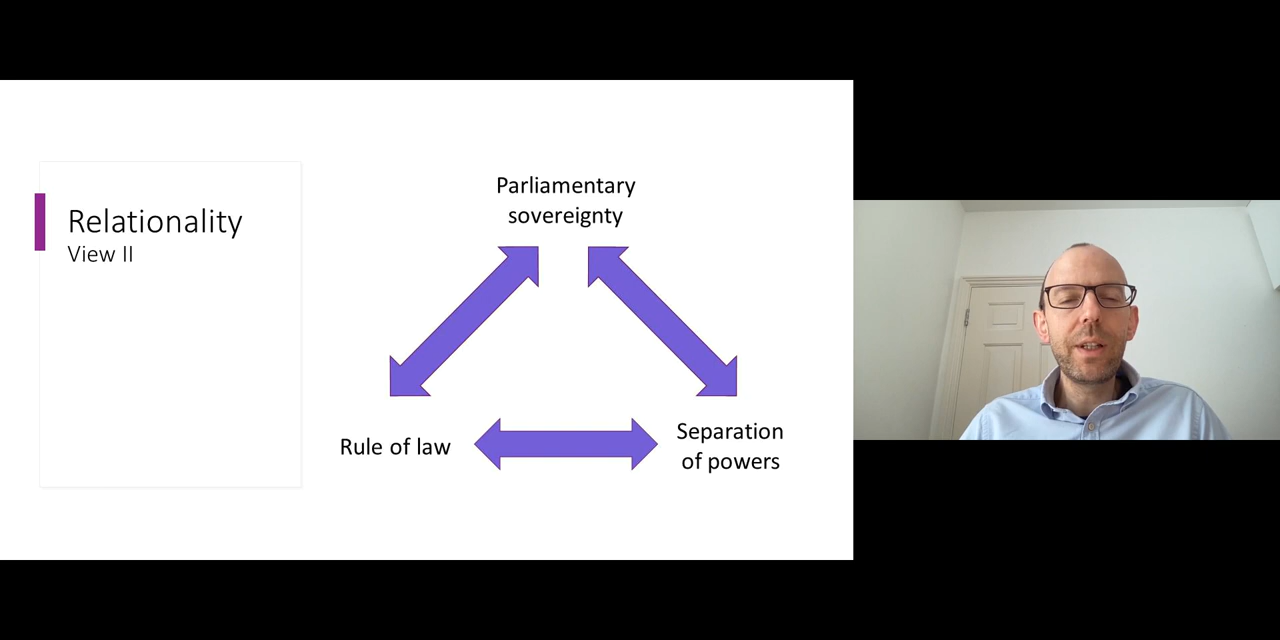 Relationality
View II
Parliamentary
sovereignty
Rule of law
Separation
of powers